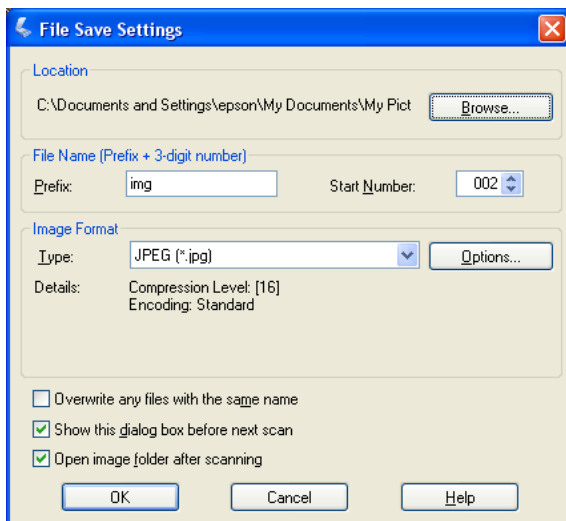 File Save Settings
Location
C:\Documents and Settings\epson\My Documents\My Pict
Browse...
File Name (Prefix + 3-digit number)
Prefix:
img
Start Number:
002
Image Format
Type:
JPEG (*.jpg)
Options...
Details:
Compression Level: [16]
Encoding: Standard
Overwrite any files with the same name
Show this dialog box before next scan
Open image folder after scanning
OK
Cancel
Help